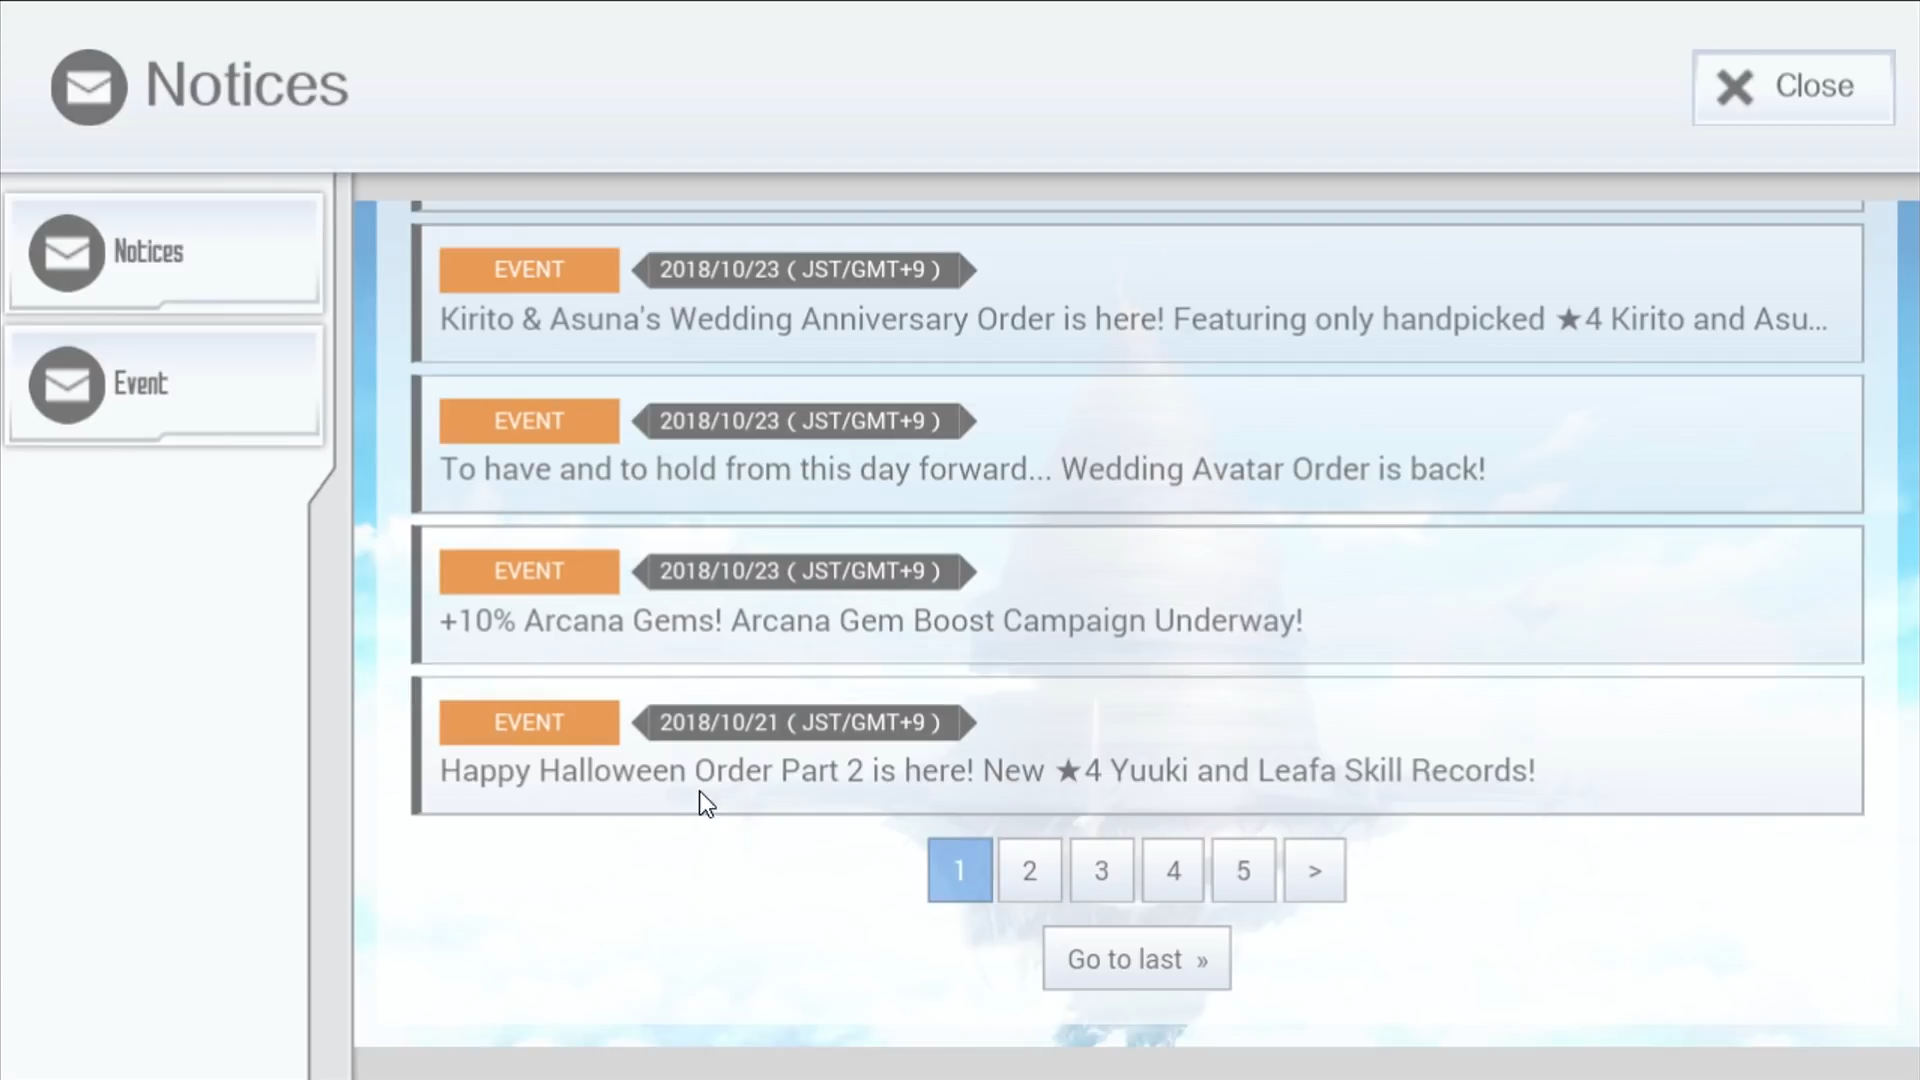 Notices
Close
Notices
Event
EVENT 2018/10/23 ( JST/GMT+9 )
Kirito & Asuna's Wedding Anniversary Order is here! Featuring only handpicked ★4 Kirito and Asu...
EVENT 2018/10/23 ( JST/GMT+9 )
To have and to hold from this day forward... Wedding Avatar Order is back!
EVENT 2018/10/23 ( JST/GMT+9 )
+10% Arcana Gems! Arcana Gem Boost Campaign Underway!
EVENT 2018/10/21 ( JST/GMT+9 )
Happy Halloween Order Part 2 is here! New ★4 Yuuki and Leafa Skill Records!
1 2 3 4 5 >
Go to last »